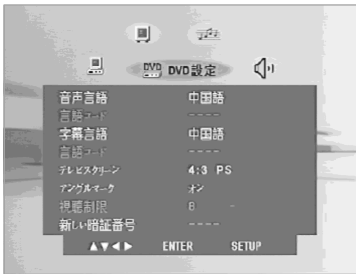 DVD DVD設定
音声言語 中国語
言語コード ----
字幕言語 中国語
言語コード ----
テレビスクリーン 4:3 PS
アングルマーク オン
視聴制限 8 -
新しい暗証番号 ----
▲▼◀▶ ENTER SETUP